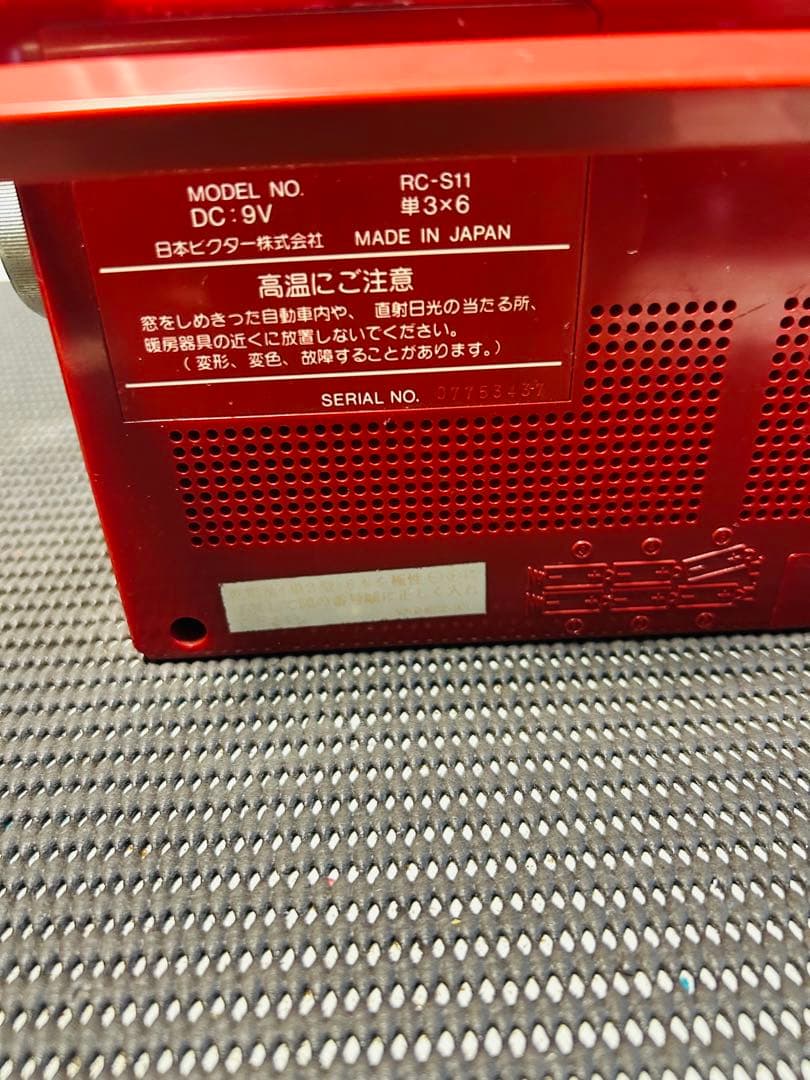 MODEL NO. RC-S11
DC : 9V 単3×6
日本ビクター株式会社 MADE IN JAPAN
高温にご注意
窓をしめきった自動車内や、直射日光の当たる所、
暖房器具の近くに放置しないでください。
(変形、変色、故障することがあります。)
SERIAL NO. 07753437